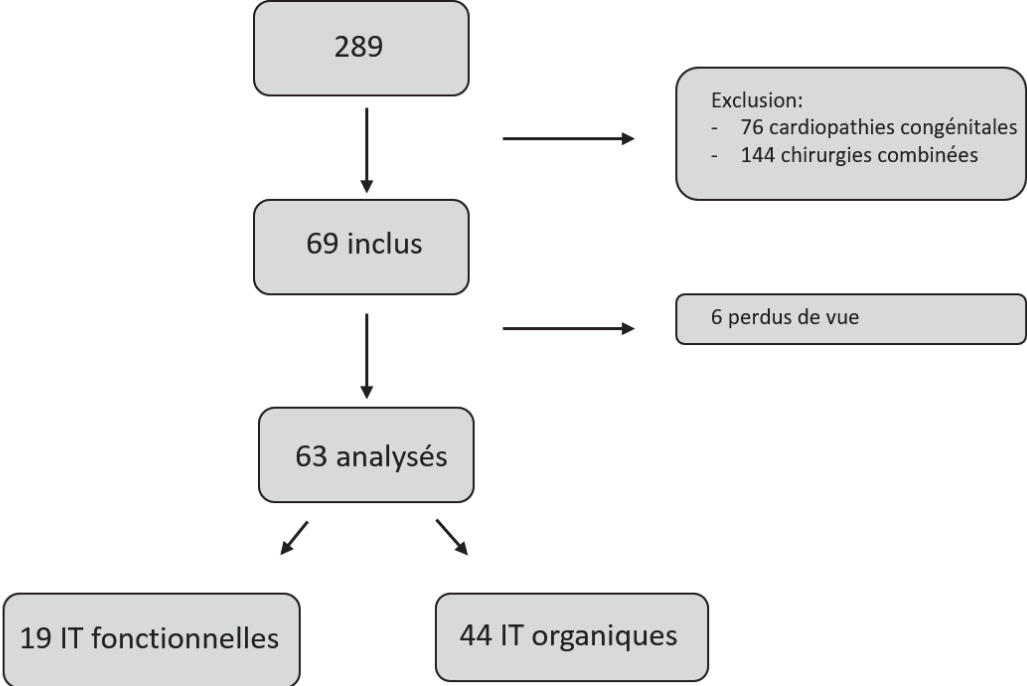 289
Exclusion:
- 76 cardiopathies congénitales
- 144 chirurgies combinées
69 inclus
6 perdus de vue
63 analysés
19 IT fonctionnelles
44 IT organiques